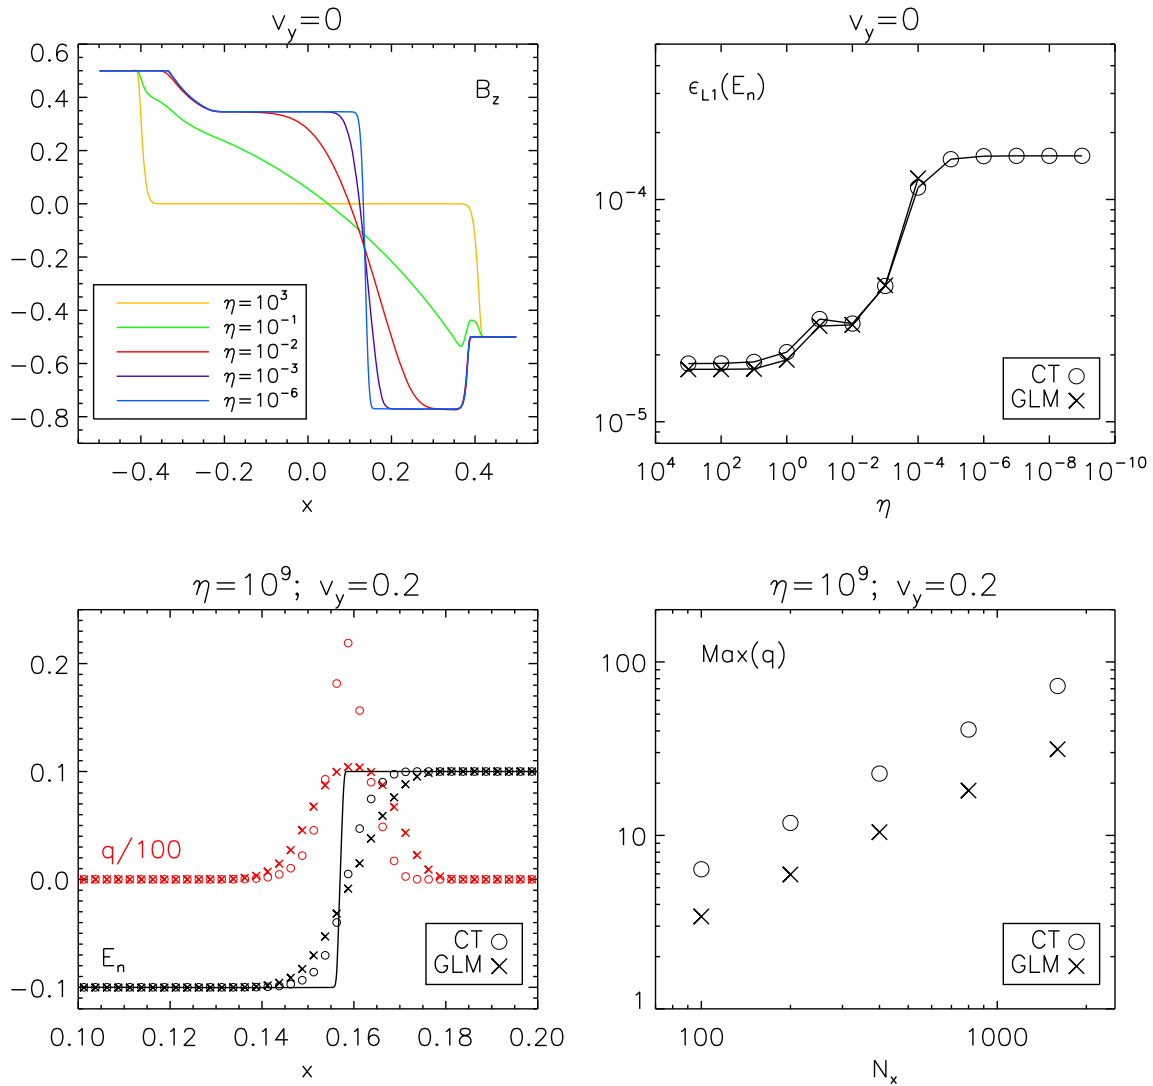 v_y=0
B_z
0.6
0.4
0.2
0.0
−0.2
−0.4
−0.6
−0.8
η=10^3
η=10^-1
η=10^-2
η=10^-3
η=10^-6
−0.4 −0.2 0.0 0.2 0.4
x
v_y=0
ϵ_L1(E_n)
10^-4
10^-5
CT
GLM
10^4 10^2 10^0 10^-2 10^-4 10^-6 10^-8 10^-10
η
η=10^9; v_y=0.2
0.2
0.1
0.0
−0.1
q/100
E_n
CT
GLM
0.10 0.12 0.14 0.16 0.18 0.20
x
η=10^9; v_y=0.2
Max(q)
100
10
1
CT
GLM
100 1000
N_x